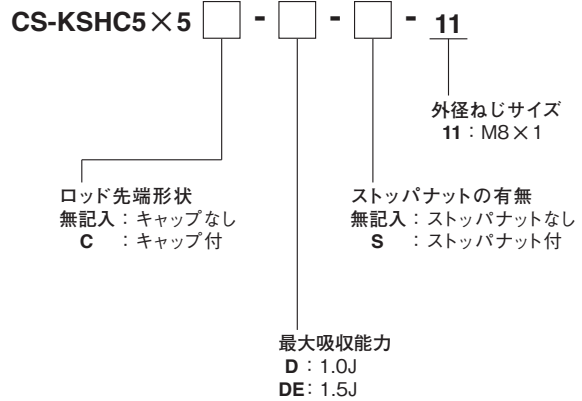 CS-KSHC5×5 □ - □ - □ - 11
外径ねじサイズ
11：M8×1
ロッド先端形状
無記入：キャップなし
C ：キャップ付
ストッパナットの有無
無記入：ストッパナットなし
S ：ストッパナット付
最大吸収能力
D：1.0J
DE：1.5J